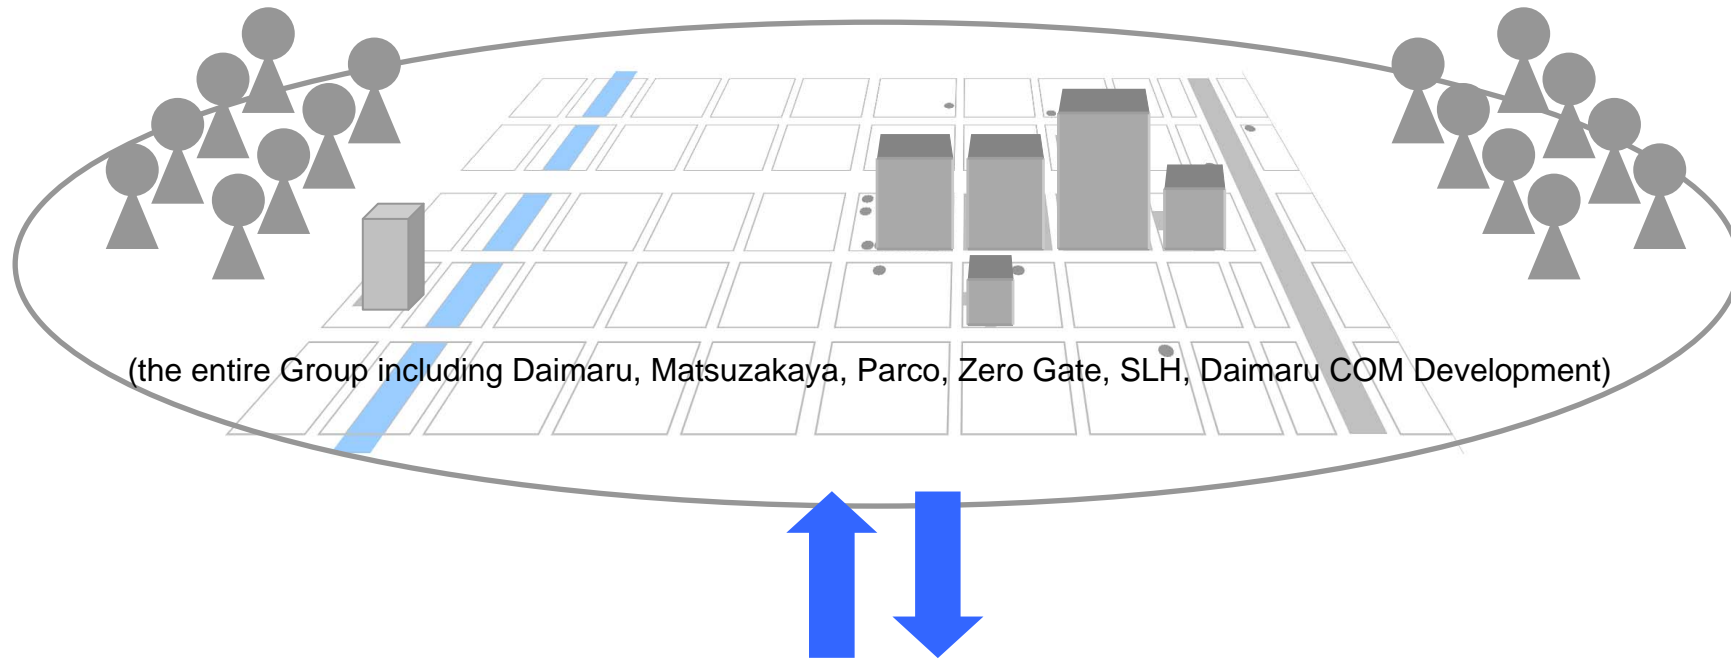 (the entire Group including Daimaru, Matsuzakaya, Parco, Zero Gate, SLH, Daimaru COM Development)